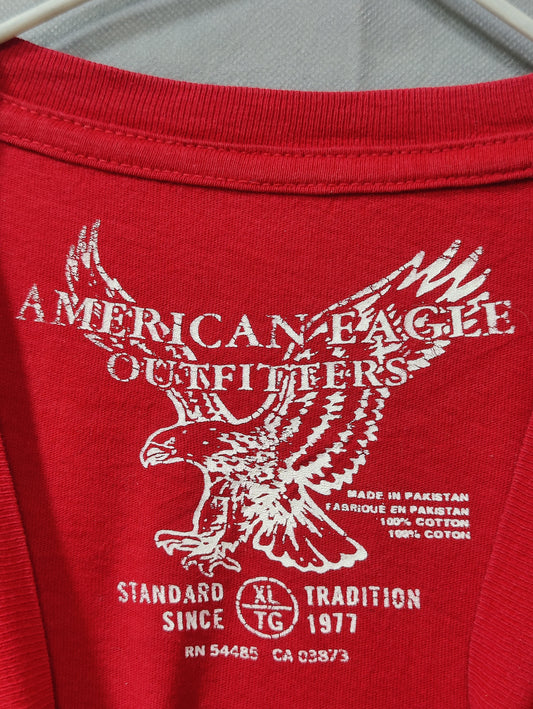 AMERICAN EAGLE
OUTFITTERS
MADE IN PAKISTAN
FABRIQUÉ EN PAKISTAN
100% COTTON
100% COTON
STANDARD XL TRADITION
SINCE TG 1977
RN 54485 CA 03873